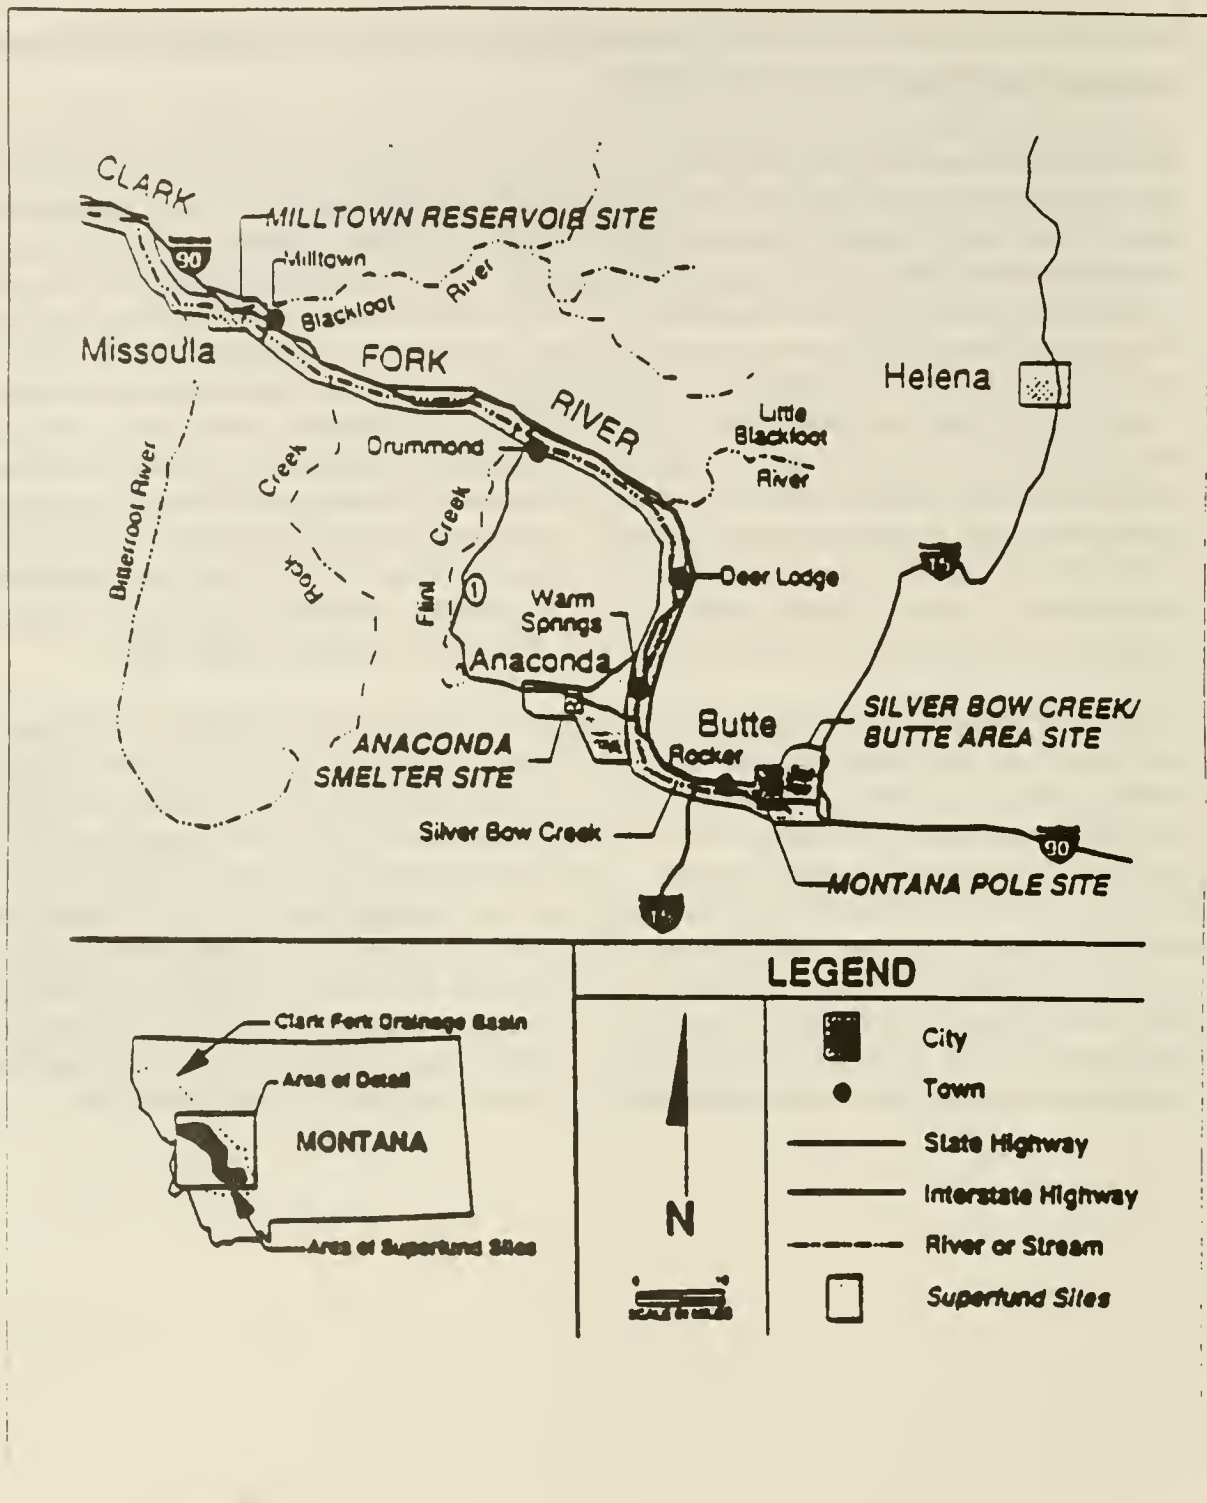 CLARK
MILLTOWN RESERVOIR SITE
90
Milltown
River
Blackfoot
Missoula
FORK
Helena
RIVER
Little
Blackfoot
River
Drummond
Bitterroot River
Creek
Rock
Creek
Flint
1
15
Deer Lodge
Warm
Springs
Anaconda
SILVER BOW CREEK/
BUTTE AREA SITE
Butte
Rocker
ANACONDA
SMELTER SITE
Silver Bow Creek
90
MONTANA POLE SITE
15
LEGEND
Clark Fork Drainage Basin
Area of Detail
MONTANA
Area of Superfund Sites
N
SCALE IN MILES
City
Town
State Highway
Interstate Highway
River or Stream
Superfund Sites